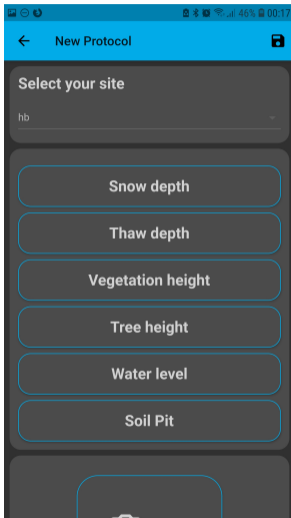 46% 00:17
New Protocol
Select your site
hb
Snow depth
Thaw depth
Vegetation height
Tree height
Water level
Soil Pit